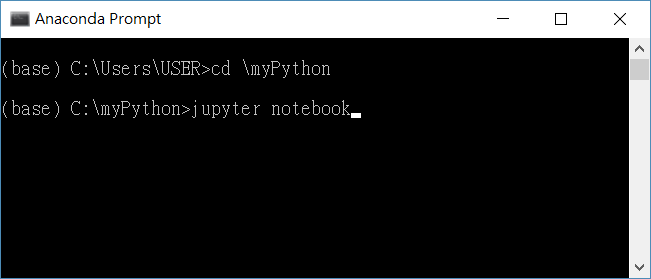 Anaconda Prompt
(base) C:\Users\USER>cd \myPython
(base) C:\myPython>jupyter notebook